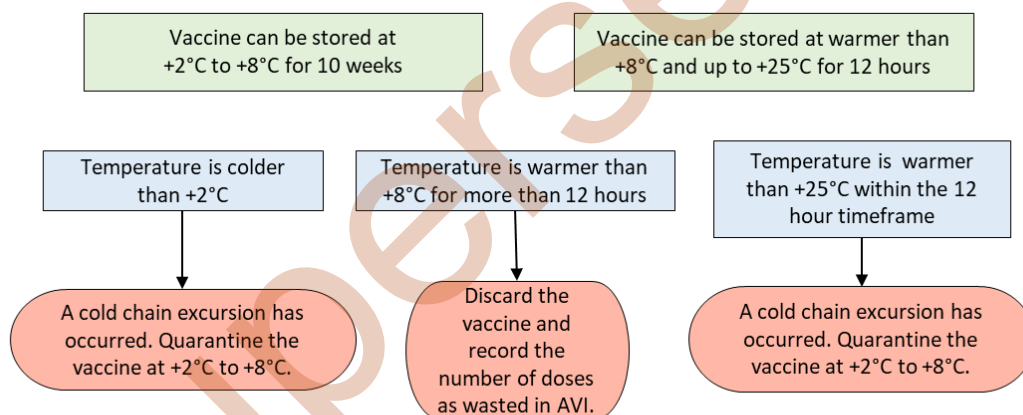 Vaccine can be stored at
+2°C to +8°C for 10 weeks
Vaccine can be stored at warmer than
+8°C and up to +25°C for 12 hours
Temperature is colder
than +2°C
Temperature is warmer than
+8°C for more than 12 hours
Temperature is warmer
than +25°C within the 12
hour timeframe
A cold chain excursion has
occurred. Quarantine the
vaccine at +2°C to +8°C.
Discard the
vaccine and
record the
number of doses
as wasted in AVI.
A cold chain excursion has
occurred. Quarantine the
vaccine at +2°C to +8°C.